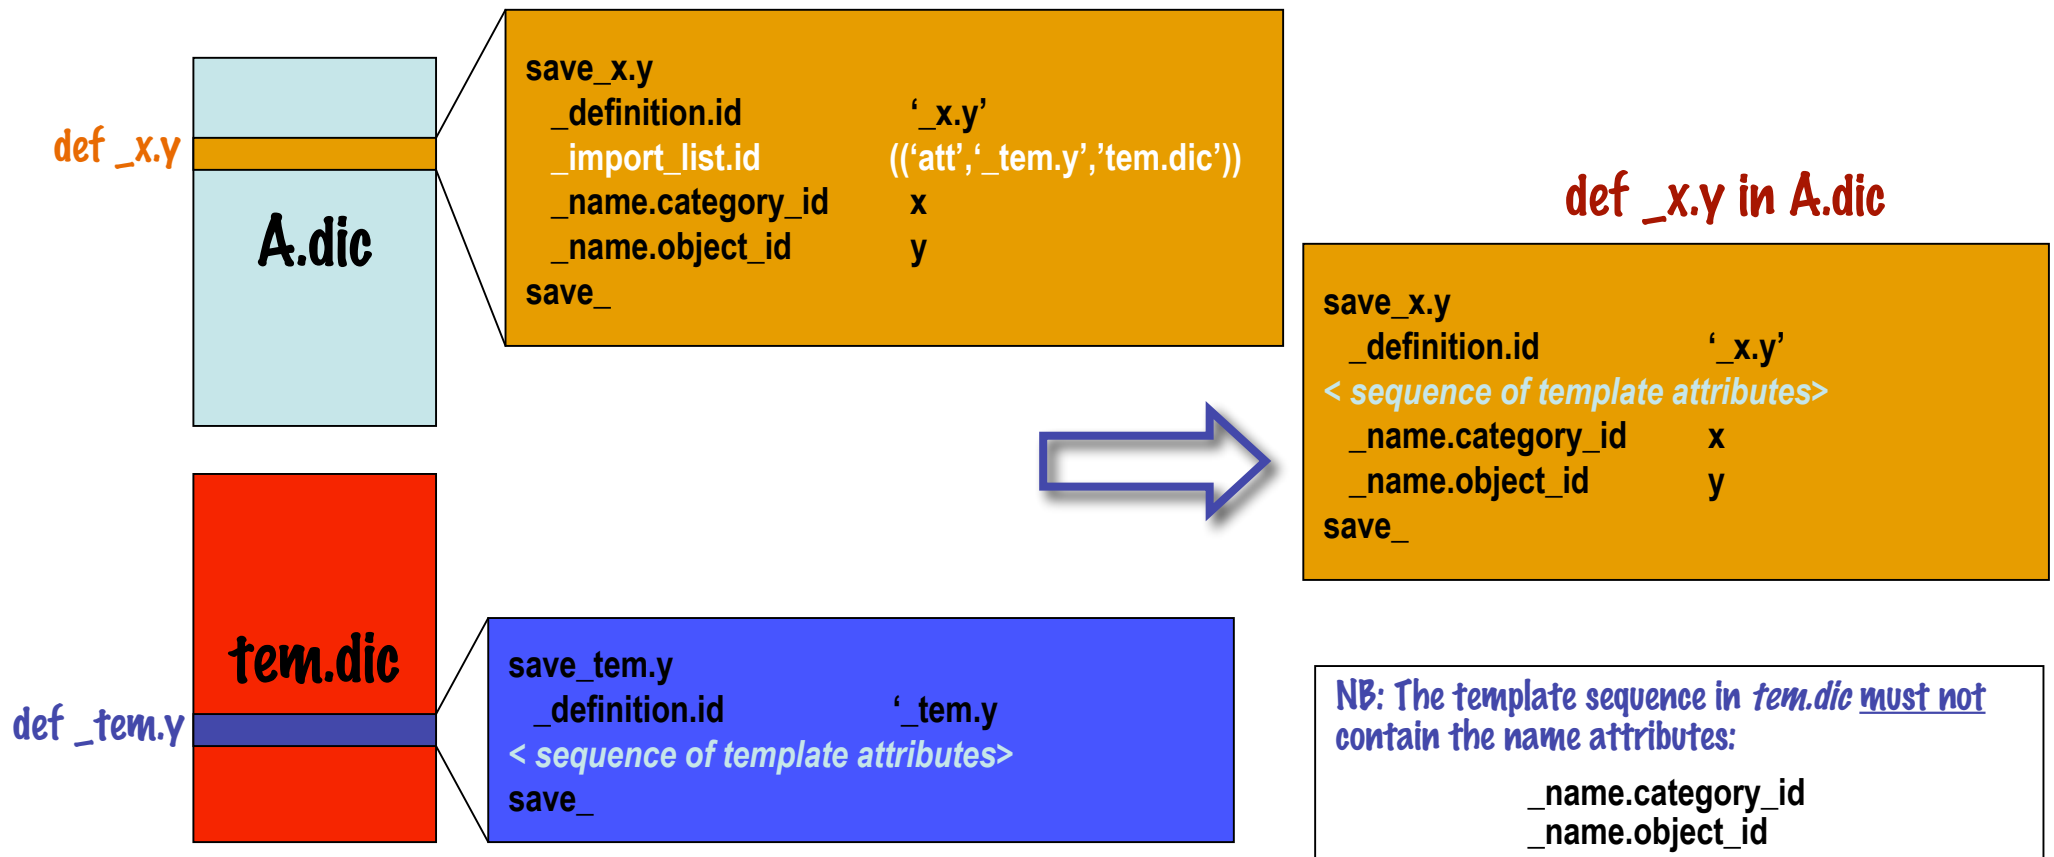 def _x.y
A.dic
save_x.y
_definition.id ‘_x.y’
_import_list.id ((‘att’,‘_tem.y’,’tem.dic’))
_name.category_id x
_name.object_id y
save_
def _x.y in A.dic
save_x.y
_definition.id ‘_x.y’
< sequence of template attributes>
_name.category_id x
_name.object_id y
save_
tem.dic
def _tem.y
save_tem.y
_definition.id ‘_tem.y
< sequence of template attributes>
save_
NB: The template sequence in tem.dic must not
contain the name attributes:
_name.category_id
_name.object_id